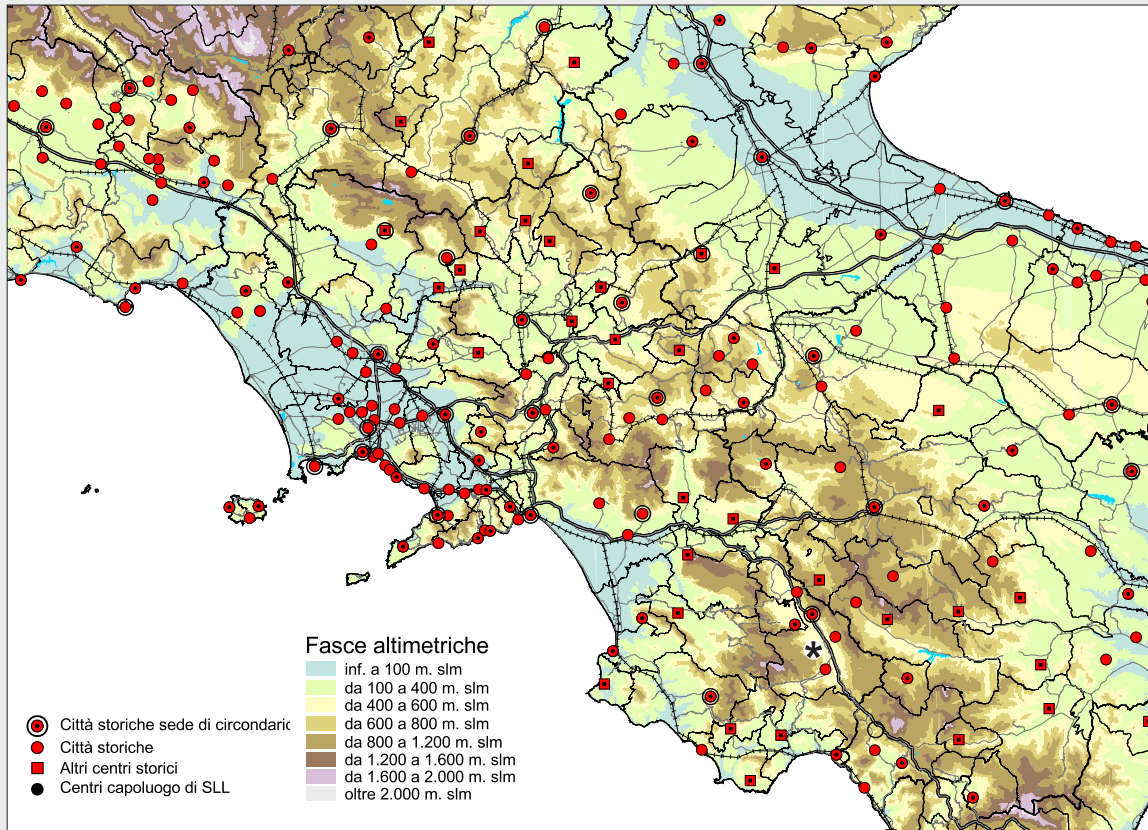 Fasce altimetriche
inf. a 100 m. slm
da 100 a 400 m. slm
da 400 a 600 m. slm
da 600 a 800 m. slm
da 800 a 1.200 m. slm
da 1.200 a 1.600 m. slm
da 1.600 a 2.000 m. slm
oltre 2.000 m. slm
Città storiche sede di circondaric
Città storiche
Altri centri storici
Centri capoluogo di SLL
*